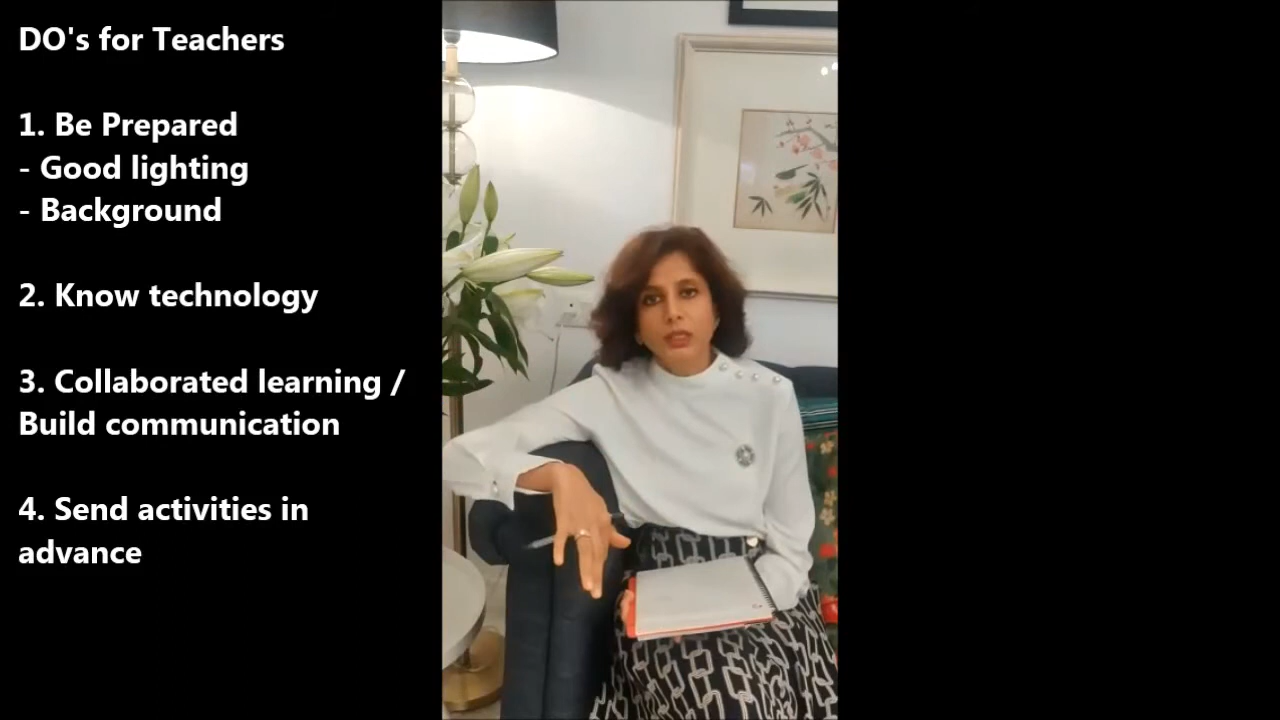 DO's for Teachers
1. Be Prepared
- Good lighting
- Background
2. Know technology
3. Collaborated learning /
Build communication
4. Send activities in
advance